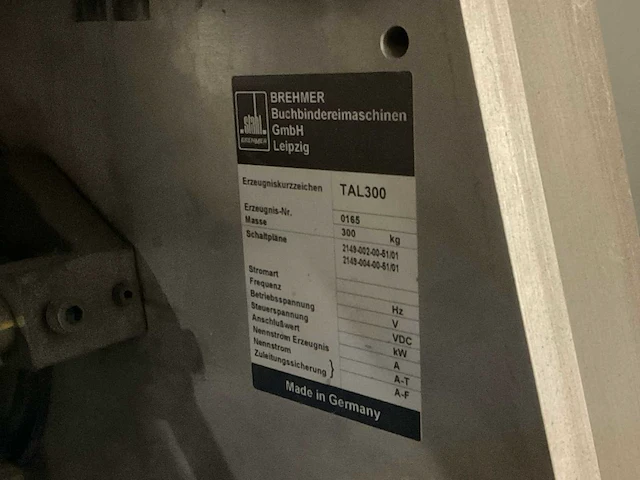 stahl
BREHMER
BREHMER
Buchbindereimaschinen
GmbH
Leipzig
Erzeugniskurzzeichen TAL300
Erzeugnis-Nr. 0165
Masse 300 kg
Schaltpläne 2149-002-00-51/01
2149-004-00-51/01
Stromart
Frequenz Hz
Betriebsspannung V
Steuerspannung VDC
Anschlußwert kW
Nennstrom Erzeugnis A
Nennstrom A-T
Zuleitungssicherung } A-F
Made in Germany